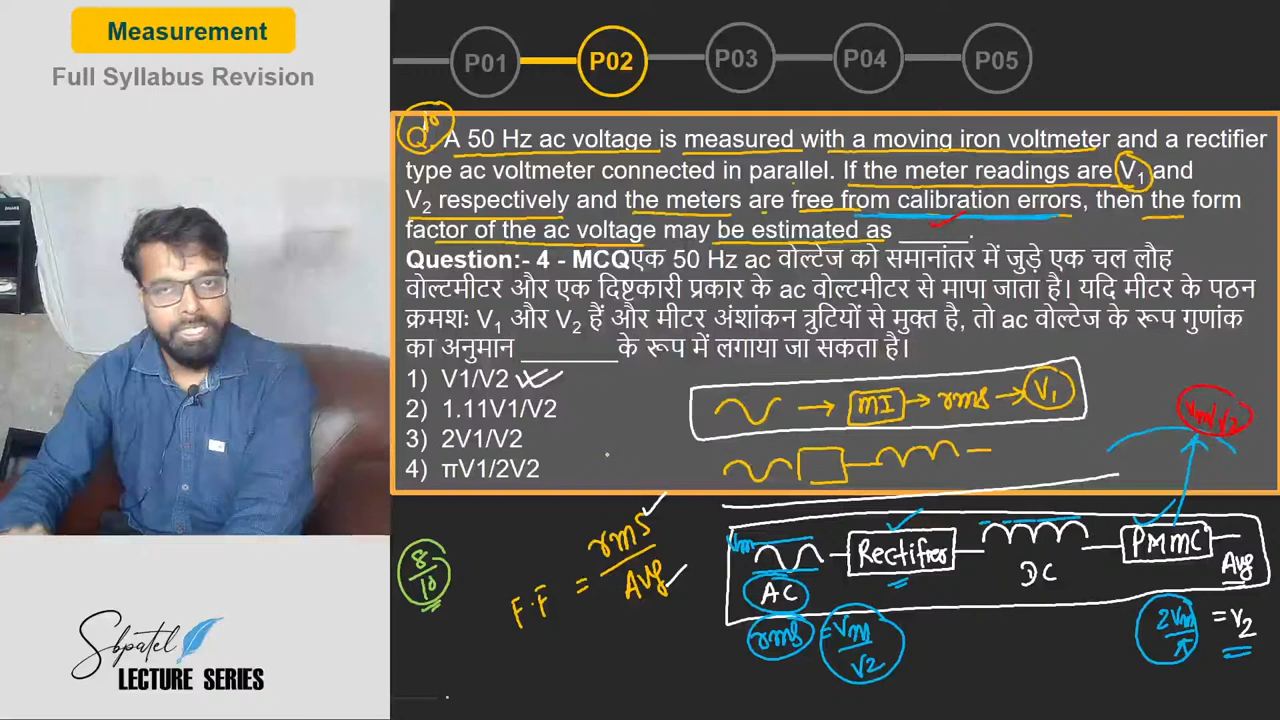 Measurement
Full Syllabus Revision
P01
P02
P03
P04
P05
Q10 A 50 Hz ac voltage is measured with a moving iron voltmeter and a rectifier
type ac voltmeter connected in parallel. If the meter readings are V1 and
V2 respectively and the meters are free from calibration errors, then the form
factor of the ac voltage may be estimated as _____.
Question:- 4 - MCQएक 50 Hz ac वोल्टेज को समानांतर में जुड़े एक चल लौह
वोल्टमीटर और एक दिष्टकारी प्रकार के ac वोल्टमीटर से मापा जाता है। यदि मीटर के पठन
क्रमशः V1 और V2 हैं और मीटर अंशांकन त्रुटियों से मुक्त है, तो ac वोल्टेज के रूप गुणांक
का अनुमान _______के रूप में लगाया जा सकता है।
1) V1/V2
2) 1.11V1/V2
3) 2V1/V2
4) πV1/2V2
MI → rms → V1
Vm/√2
8/10
F.F = rms/Avg
Vm
AC
Rectifier
DC
PMMC
Avg
rms = Vm/√2
2Vm/π = V2
Sbpatel
LECTURE SERIES